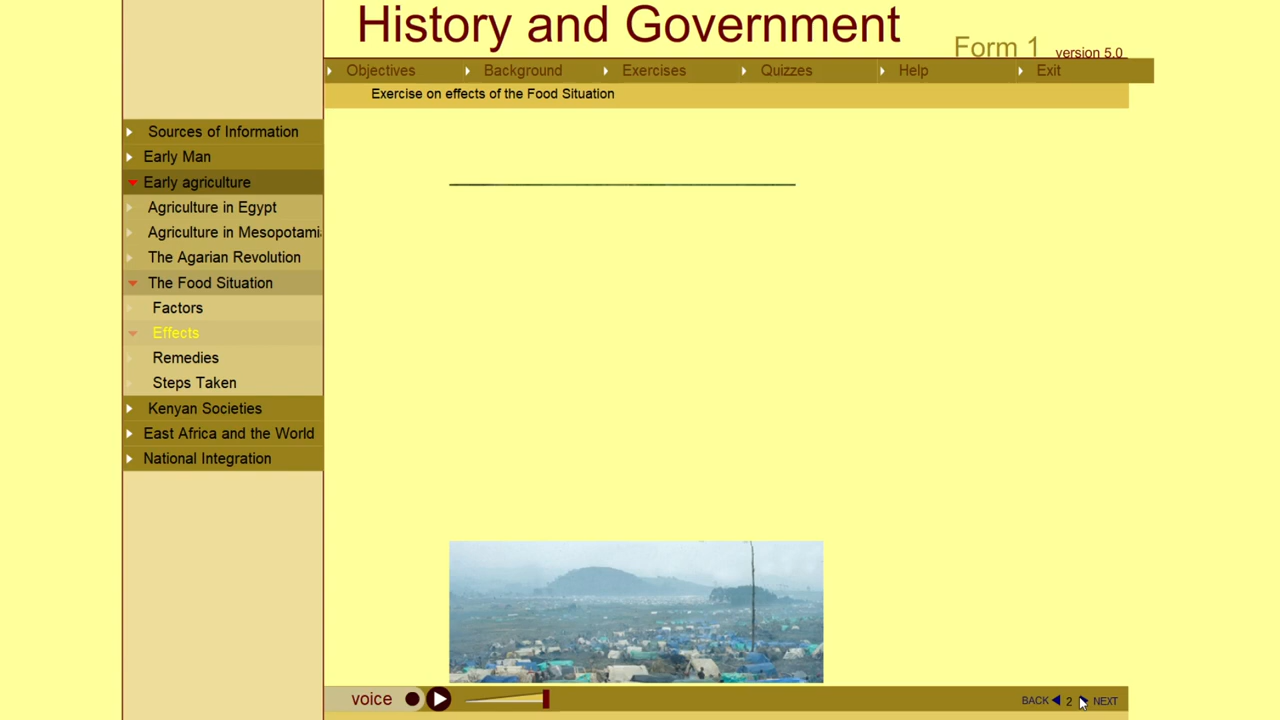 History and Government
Form 1 version 5.0
Objectives Background Exercises Quizzes Help Exit
Exercise on effects of the Food Situation
Sources of Information
Early Man
Early agriculture
Agriculture in Egypt
Agriculture in Mesopotami
The Agarian Revolution
The Food Situation
Factors
Effects
Remedies
Steps Taken
Kenyan Societies
East Africa and the World
National Integration
voice
BACK 2 NEXT